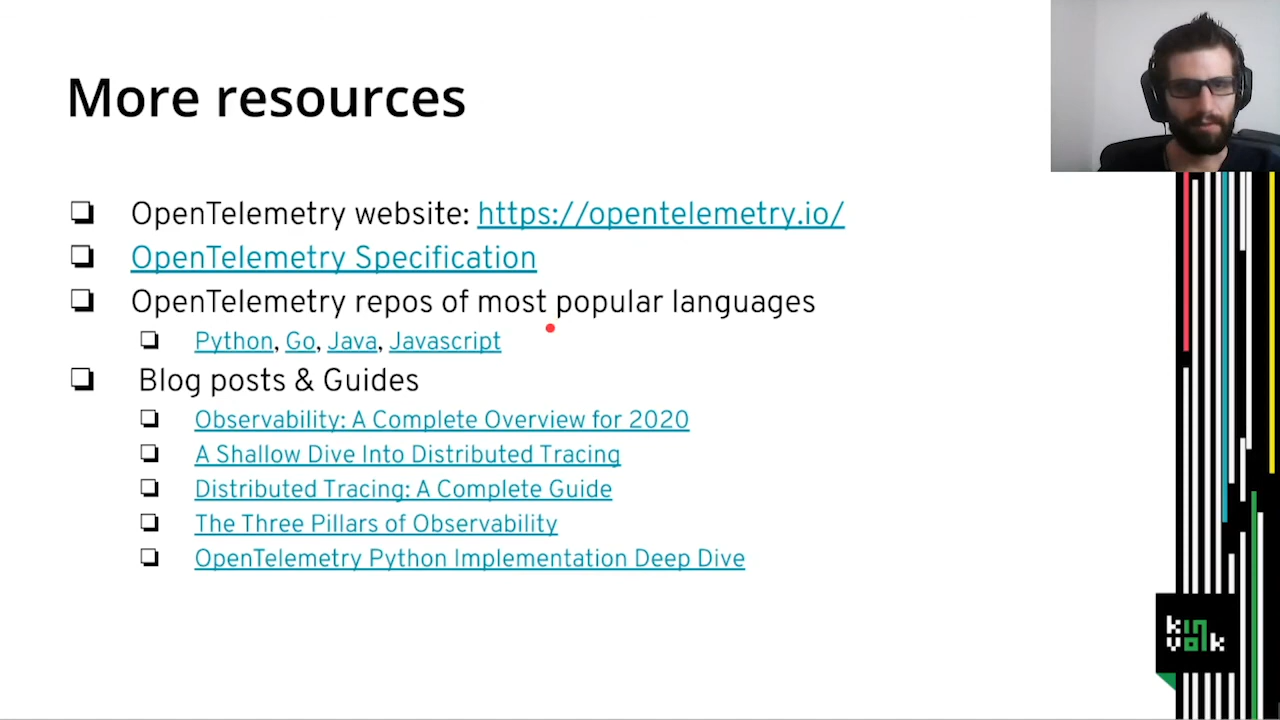 More resources
OpenTelemetry website: https://opentelemetry.io/
OpenTelemetry Specification
OpenTelemetry repos of most popular languages
Python, Go, Java, Javascript
Blog posts & Guides
Observability: A Complete Overview for 2020
A Shallow Dive Into Distributed Tracing
Distributed Tracing: A Complete Guide
The Three Pillars of Observability
OpenTelemetry Python Implementation Deep Dive
kin
volk